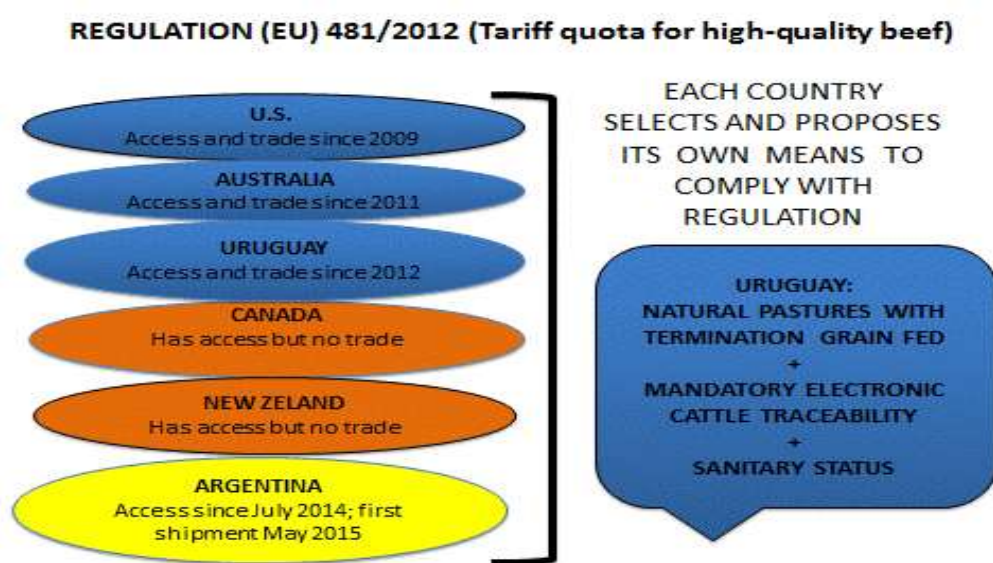 REGULATION (EU) 481/2012 (Tariff quota for high-quality beef)
U.S.
Access and trade since 2009
AUSTRALIA
Access and trade since 2011
URUGUAY
Access and trade since 2012
CANADA
Has access but no trade
NEW ZELAND
Has access but no trade
ARGENTINA
Access since July 2014; first
shipment May 2015
EACH COUNTRY
SELECTS AND PROPOSES
ITS OWN MEANS TO
COMPLY WITH
REGULATION
URUGUAY:
NATURAL PASTURES WITH
TERMINATION GRAIN FED
+
MANDATORY ELECTRONIC
CATTLE TRACEABILITY
+
SANITARY STATUS